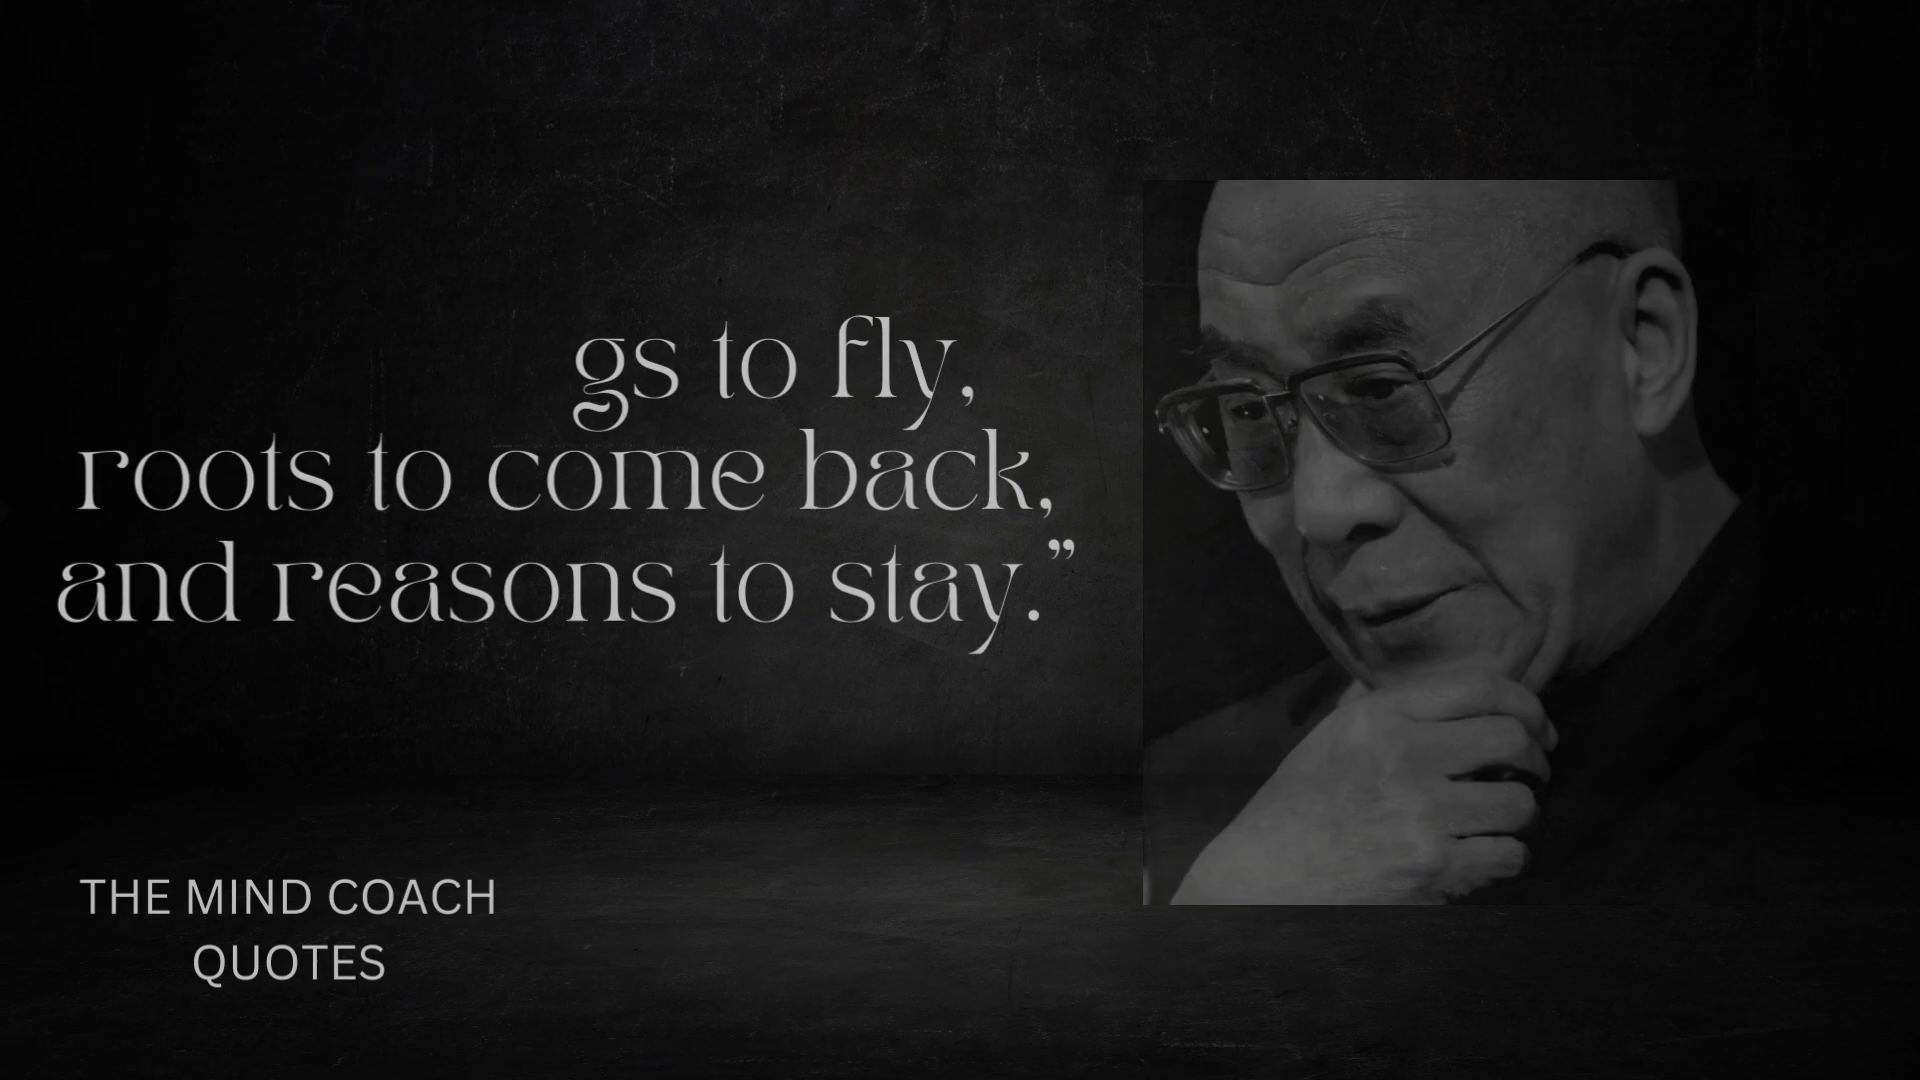 gs to fly,
roots to come back,
and reasons to stay.”
THE MIND COACH
QUOTES